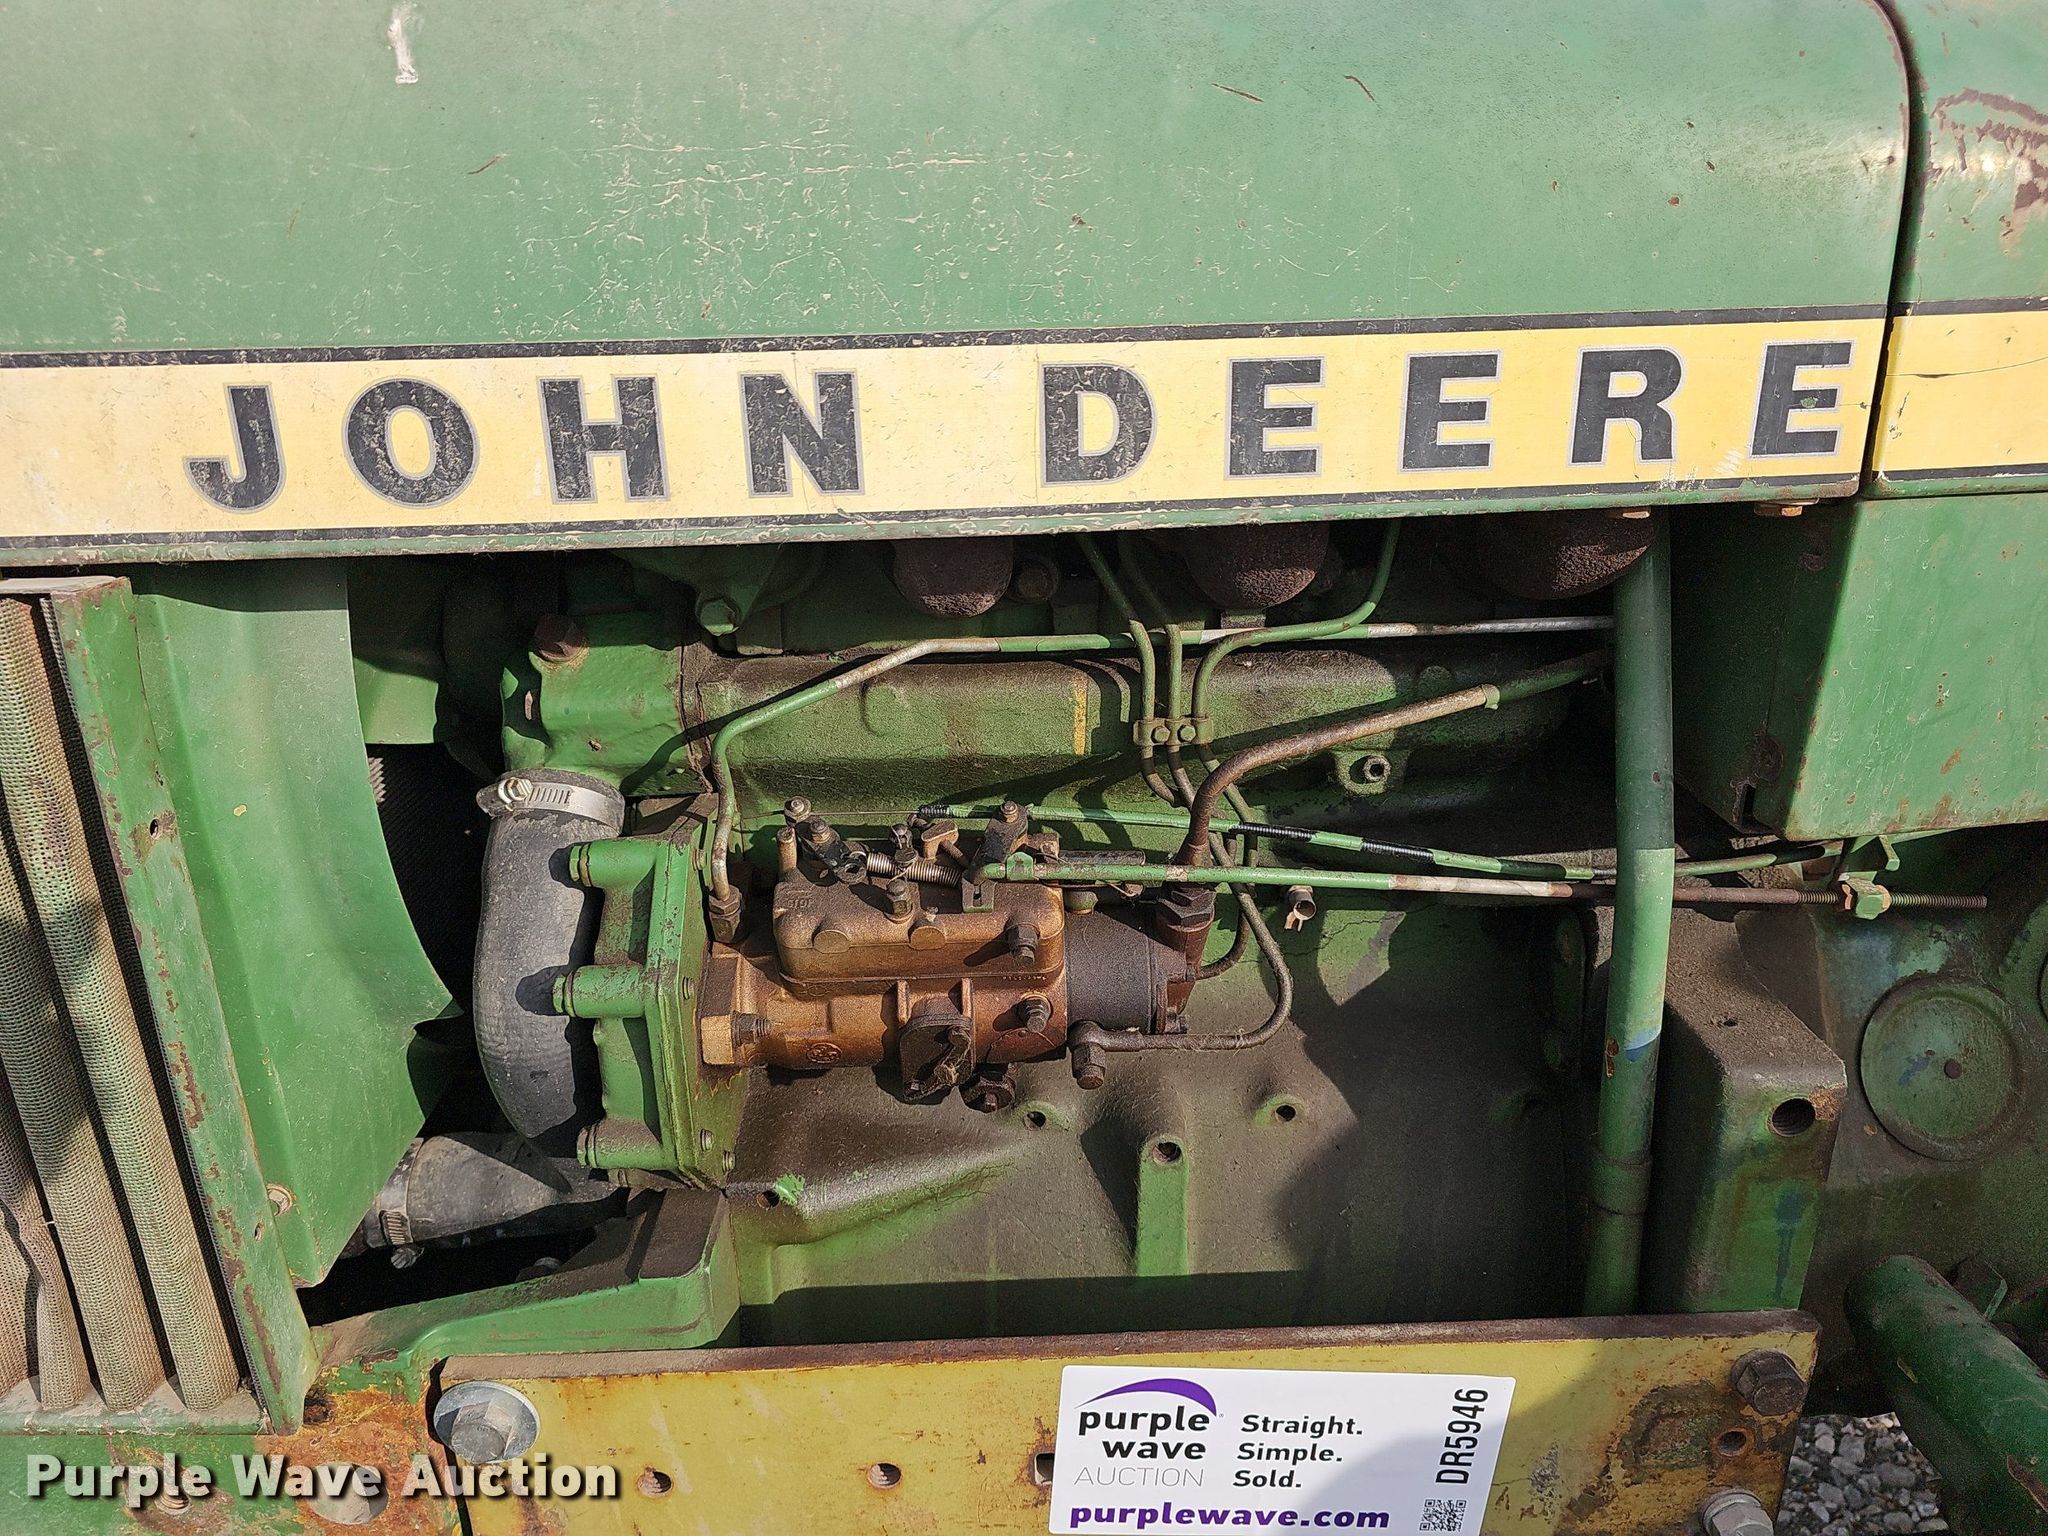 JOHN DEERE
purple
wave
AUCTION
Straight.
Simple.
Sold.
purplewave.com
DR5946
Purple Wave Auction